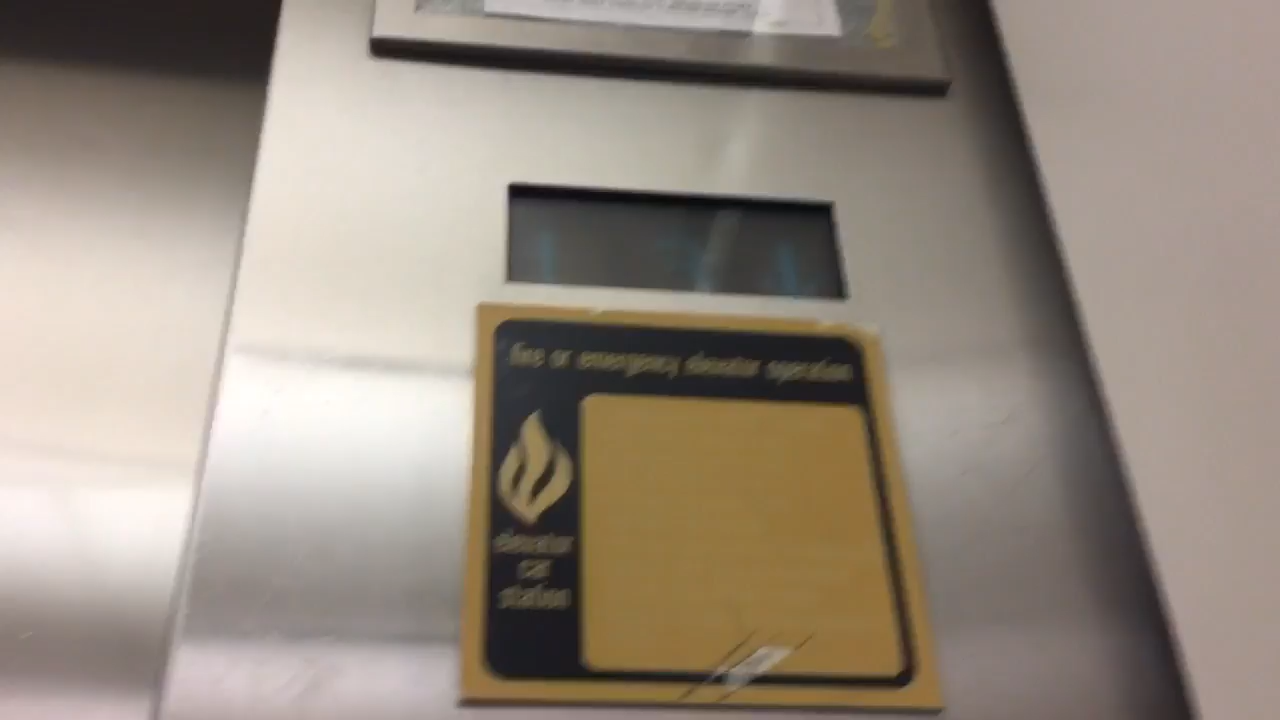 fire or emergency elevator operation
elevator
car
station